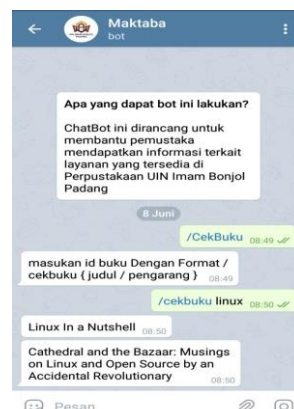 Maktaba
bot
Apa yang dapat bot ini lakukan?
ChatBot ini dirancang untuk
membantu pemustaka
mendapatkan informasi terkait
layanan yang tersedia di
Perpustakaan UIN Imam Bonjol
Padang
8 Juni
/CekBuku 08:49
masukan id buku Dengan Format /
cekbuku { judul / pengarang } 08:49
/cekbuku linux 08:50
Linux In a Nutshell 08:50
Cathedral and the Bazaar: Musings
on Linux and Open Source by an
Accidental Revolutionary 08:50
Pesan